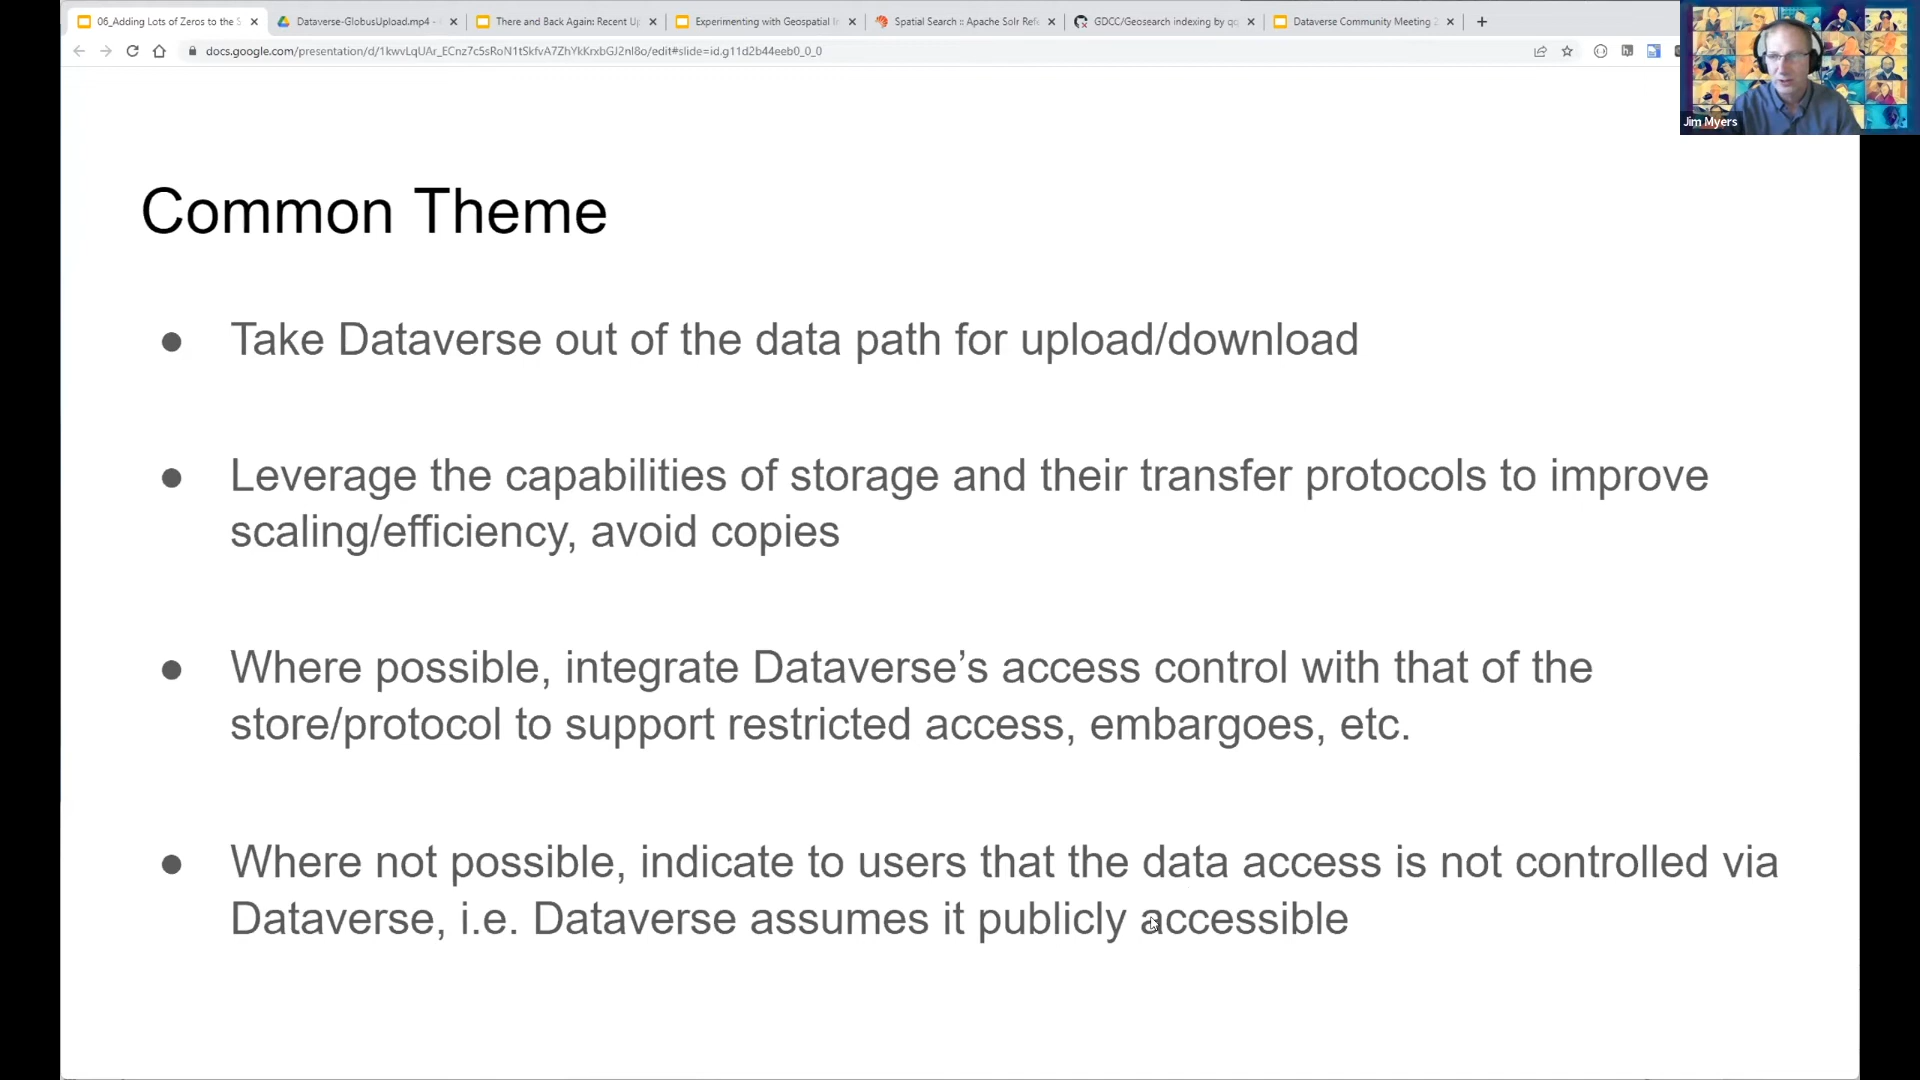 06_Adding Lots of Zeros to the S
Dataverse-GlobusUpload.mp4 -
There and Back Again: Recent Up
Experimenting with Geospatial In
Spatial Search :: Apache Solr Refe
GDCC/Geosearch indexing by qq
Dataverse Community Meeting 2
docs.google.com/presentation/d/1kwvLqUAr_ECnz7c5sRoN1tSkfvA7ZhYkKrxbGJ2nl8o/edit#slide=id.g11d2b44eeb0_0_0
Jim Myers
Common Theme
● Take Dataverse out of the data path for upload/download
● Leverage the capabilities of storage and their transfer protocols to improve
scaling/efficiency, avoid copies
● Where possible, integrate Dataverse’s access control with that of the
store/protocol to support restricted access, embargoes, etc.
● Where not possible, indicate to users that the data access is not controlled via
Dataverse, i.e. Dataverse assumes it publicly accessible